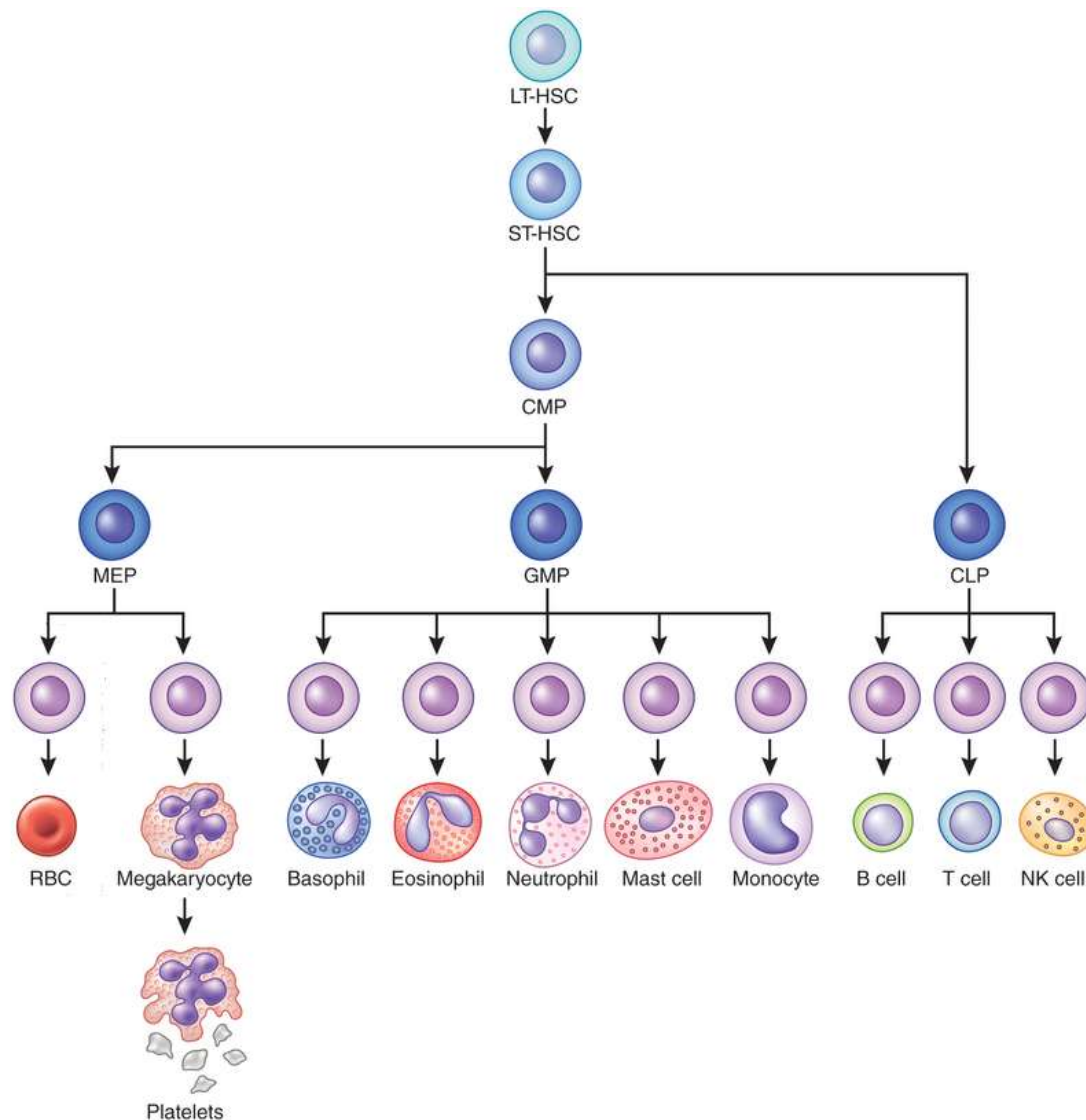 LT-HSC
ST-HSC
CMP
MEP
GMP
CLP
RBC
Megakaryocyte
Basophil
Eosinophil
Neutrophil
Mast cell
Monocyte
B cell
T cell
NK cell
Platelets